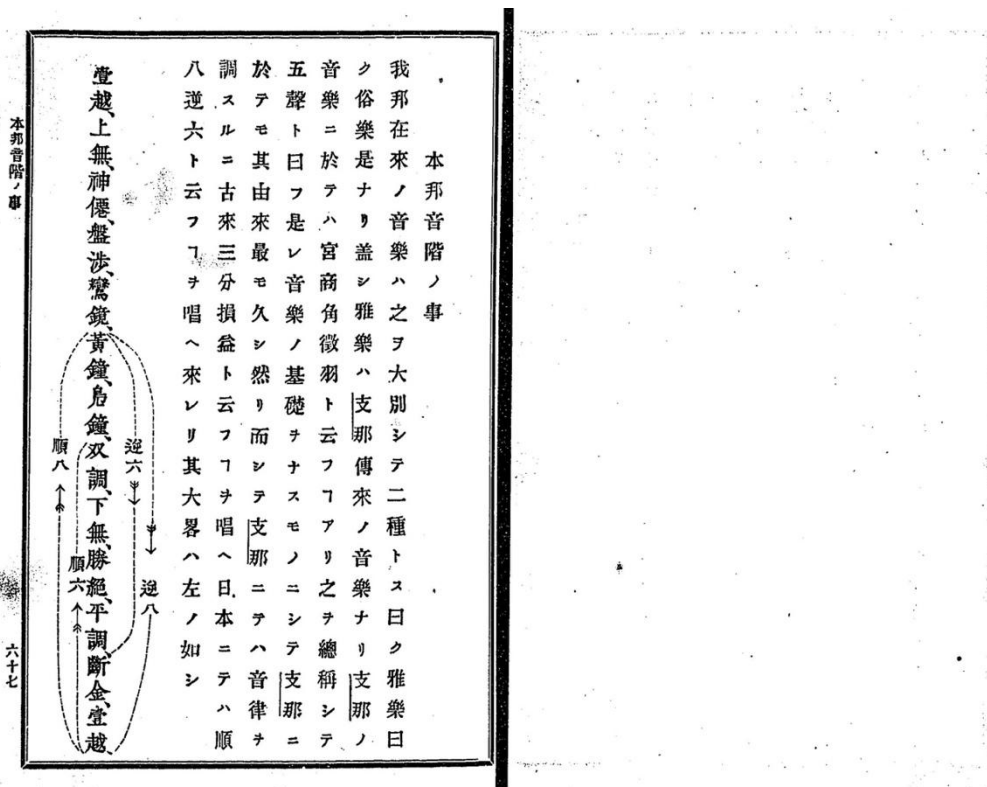 本邦音階ノ事
我邦在來ノ音樂ハ之ヲ大別シテ二種トス曰ク雅樂曰
ク俗樂是ナリ盖シ雅樂ハ支那傳來ノ音樂ナリ支那ノ
音樂ニ於テハ宮商角徵羽ト云フヿアリ之ヲ總稱シテ
五聲ト曰フ是レ音樂ノ基礎ヲナスモノニシテ支那ニ
於テモ其由來最モ久シ然リ而シテ支那ニテハ音律ヲ
調スルニ古來三分損益ト云フヿヲ唱ヘ日本ニテハ順
八逆六ト云フヿヲ唱ヘ來レリ其大畧ハ左ノ如シ
逆八
逆六
壹越、上無、神僊、盤涉、鸞鏡、黃鐘、鳧鐘、双調、下無、勝絕、平調、斷金、壹越、
順六
順八
本邦音階ノ事
六十七